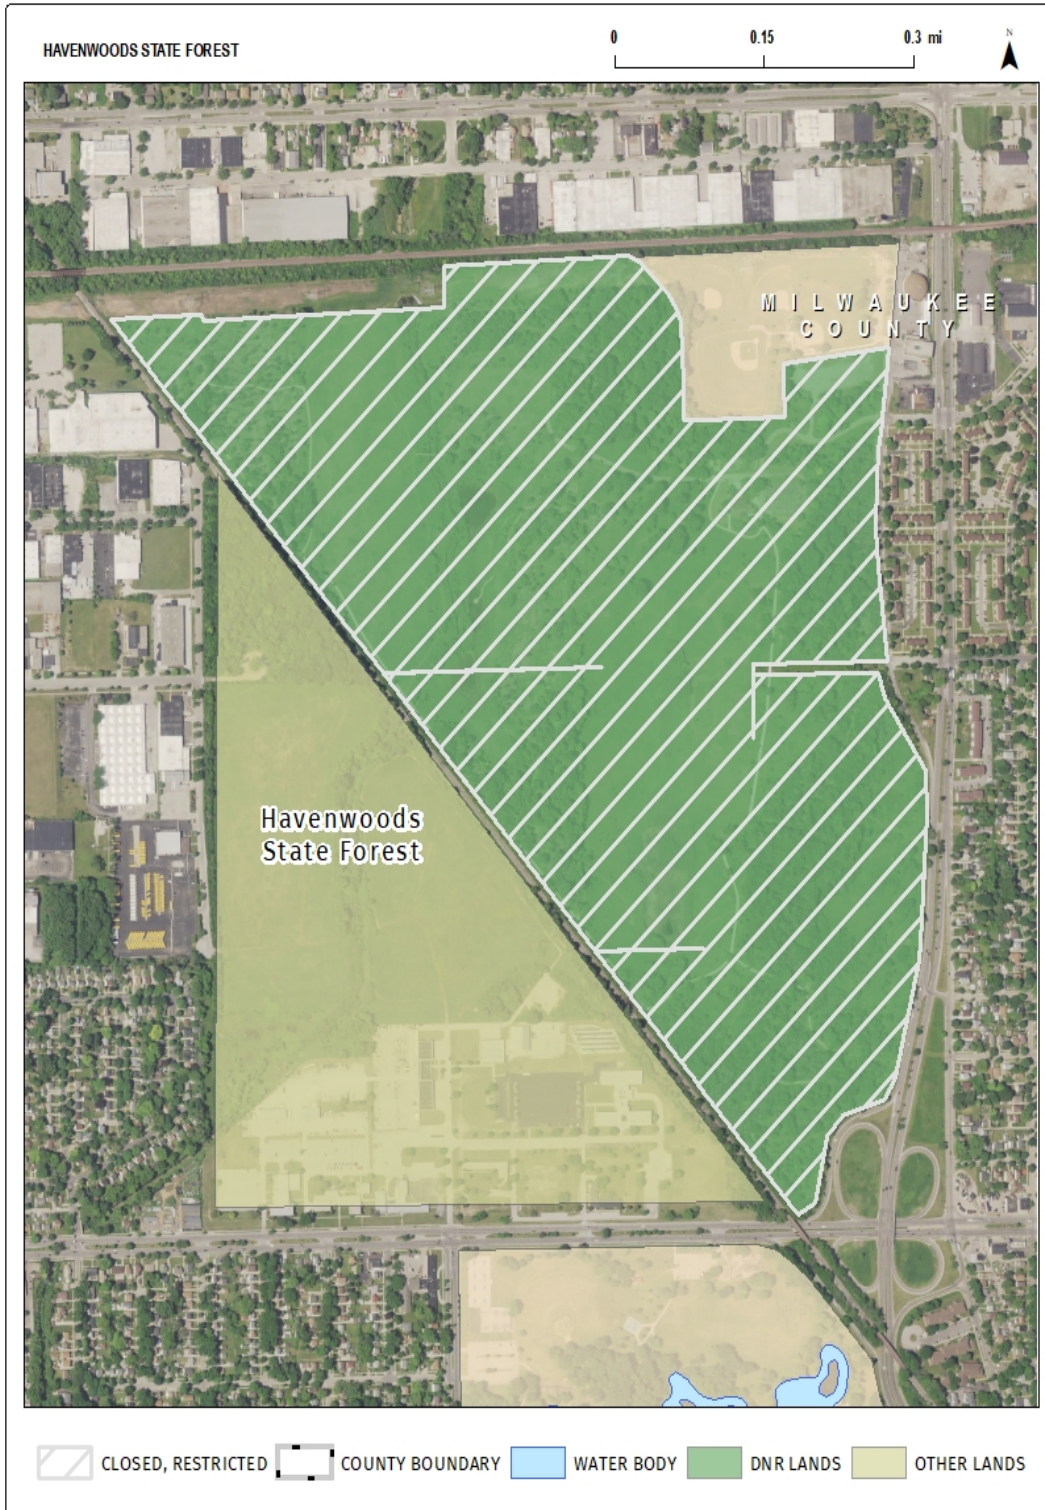 HAVENWOODS STATE FOREST
0 0.15 0.3 mi
N
MILWAUKEE
COUNTY
Havenwoods
State Forest
CLOSED, RESTRICTED COUNTY BOUNDARY WATER BODY DNR LANDS OTHER LANDS